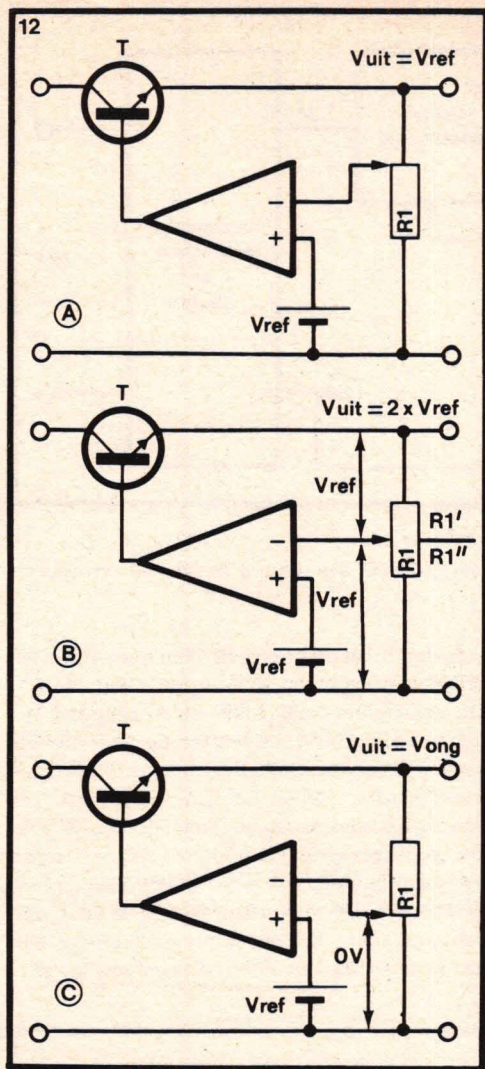 12
T
Vuit = Vref
−
+
R1
Vref
A
T
Vuit = 2 x Vref
Vref
−
R1
R1'
R1''
+
Vref
Vref
B
T
Vuit = Vong
−
+
R1
0V
Vref
C